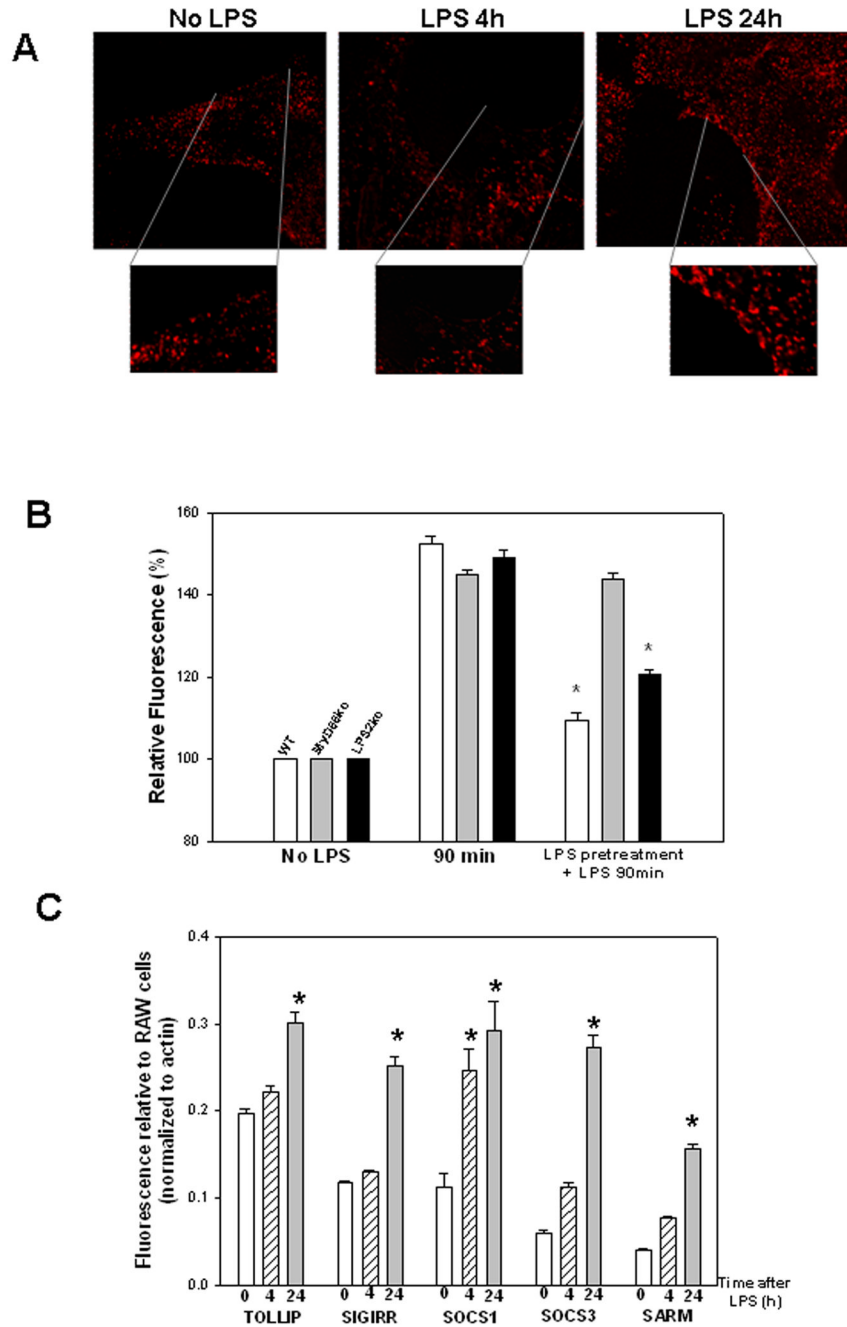 No LPS LPS 4h LPS 24h
A
B
Relative Fluorescence (%)
160
140
120
100
80
WT MyD88ko LPS2ko
* *
No LPS 90 min LPS pretreatment
+ LPS 90min
C
Fluorescence relative to RAW cells
(normalized to actin)
0.4
0.3
0.2
0.1
0.0
* * * * * *
0 4 24 0 4 24 0 4 24 0 4 24 0 4 24 Time after
LPS (h)
TOLLIP SIGIRR SOCS1 SOCS3 SARM